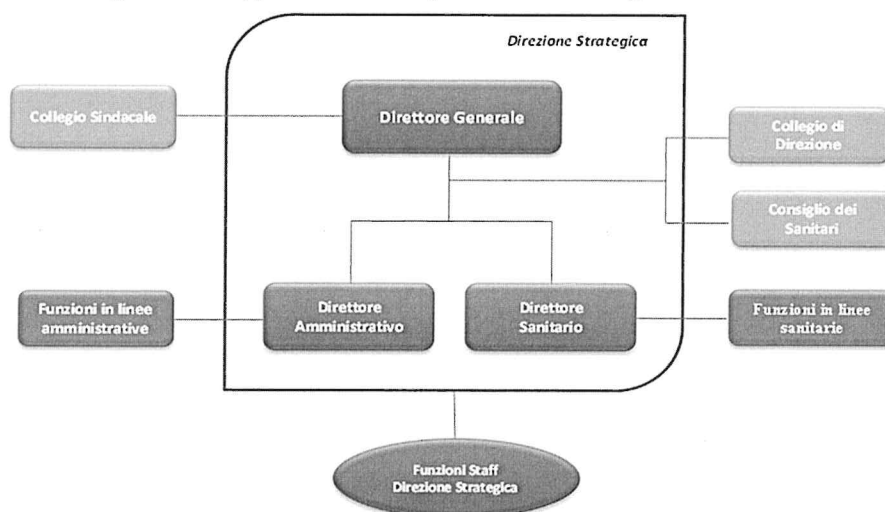 Direzione Strategica
Collegio Sindacale
Direttore Generale
Collegio di
Direzione
Consiglio dei
Sanitari
Funzioni in linee
amministrative
Direttore
Amministrativo
Direttore
Sanitario
Funzioni in linee
sanitarie
Funzioni Staff
Direzione Strategica